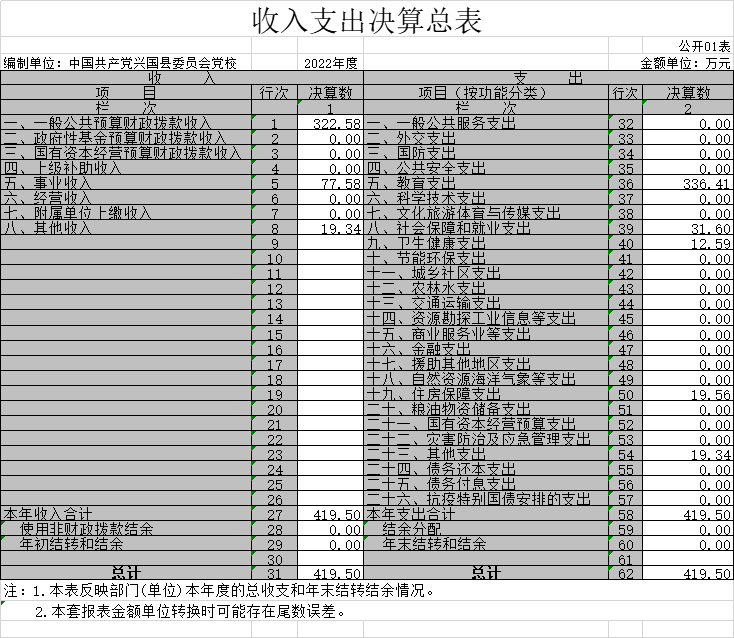 收入支出决算总表
公开01表
编制单位：中国共产党兴国县委员会党校 2022年度 金额单位：万元
收 入 支 出
项 目 行次 决算数 项目（按功能分类） 行次 决算数
栏 次 1 栏 次 2
一、一般公共预算财政拨款收入 1 322.58 一、一般公共服务支出 32 0.00
二、政府性基金预算财政拨款收入 2 0.00 二、外交支出 33 0.00
三、国有资本经营预算财政拨款收入 3 0.00 三、国防支出 34 0.00
四、上级补助收入 4 0.00 四、公共安全支出 35 0.00
五、事业收入 5 77.58 五、教育支出 36 336.41
六、经营收入 6 0.00 六、科学技术支出 37 0.00
七、附属单位上缴收入 7 0.00 七、文化旅游体育与传媒支出 38 0.00
八、其他收入 8 19.34 八、社会保障和就业支出 39 31.60
9 九、卫生健康支出 40 12.59
10 十、节能环保支出 41 0.00
11 十一、城乡社区支出 42 0.00
12 十二、农林水支出 43 0.00
13 十三、交通运输支出 44 0.00
14 十四、资源勘探工业信息等支出 45 0.00
15 十五、商业服务业等支出 46 0.00
16 十六、金融支出 47 0.00
17 十七、援助其他地区支出 48 0.00
18 十八、自然资源海洋气象等支出 49 0.00
19 十九、住房保障支出 50 19.56
20 二十、粮油物资储备支出 51 0.00
21 二十一、国有资本经营预算支出 52 0.00
22 二十二、灾害防治及应急管理支出 53 0.00
23 二十三、其他支出 54 19.34
24 二十四、债务还本支出 55 0.00
25 二十五、债务付息支出 56 0.00
26 二十六、抗疫特别国债安排的支出 57 0.00
本年收入合计 27 419.50 本年支出合计 58 419.50
使用非财政拨款结余 28 0.00 结余分配 59 0.00
年初结转和结余 29 0.00 年末结转和结余 60 0.00
30 61
总计 31 419.50 总计 62 419.50
注：1.本表反映部门(单位)本年度的总收支和年末结转结余情况。
2.本套报表金额单位转换时可能存在尾数误差。